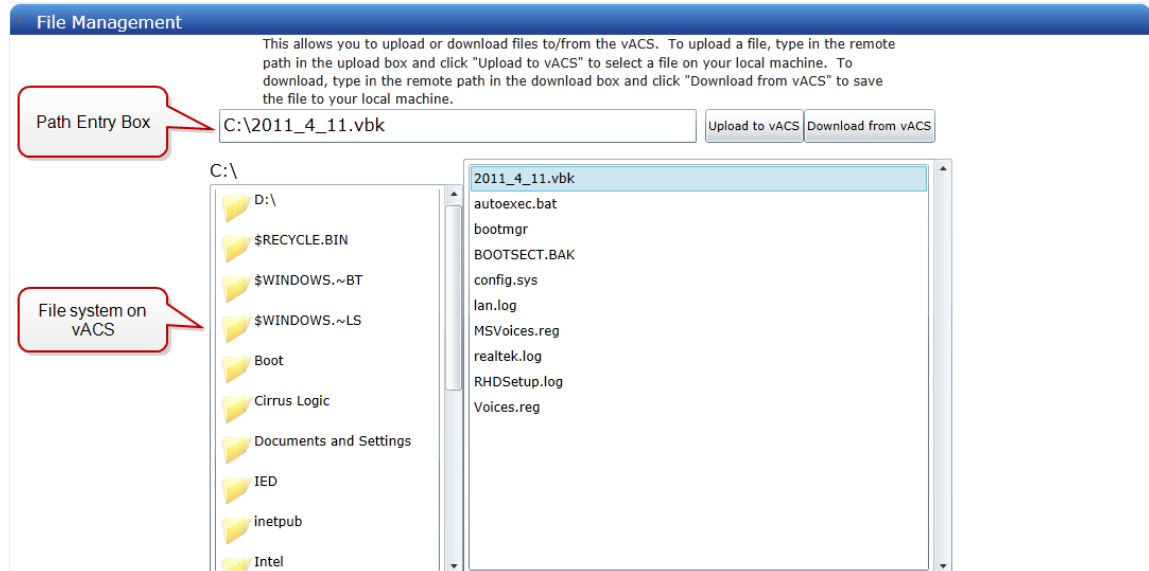 File Management
This allows you to upload or download files to/from the vACS. To upload a file, type in the remote
path in the upload box and click "Upload to vACS" to select a file on your local machine. To
download, type in the remote path in the download box and click "Download from vACS" to save
the file to your local machine.
Path Entry Box
C:\2011_4_11.vbk
Upload to vACS
Download from vACS
C:\
D:\
$RECYCLE.BIN
$WINDOWS.~BT
$WINDOWS.~LS
Boot
Cirrus Logic
Documents and Settings
IED
inetpub
Intel
File system on
vACS
2011_4_11.vbk
autoexec.bat
bootmgr
BOOTSECT.BAK
config.sys
lan.log
MSVoices.reg
realtek.log
RHDSetup.log
Voices.reg